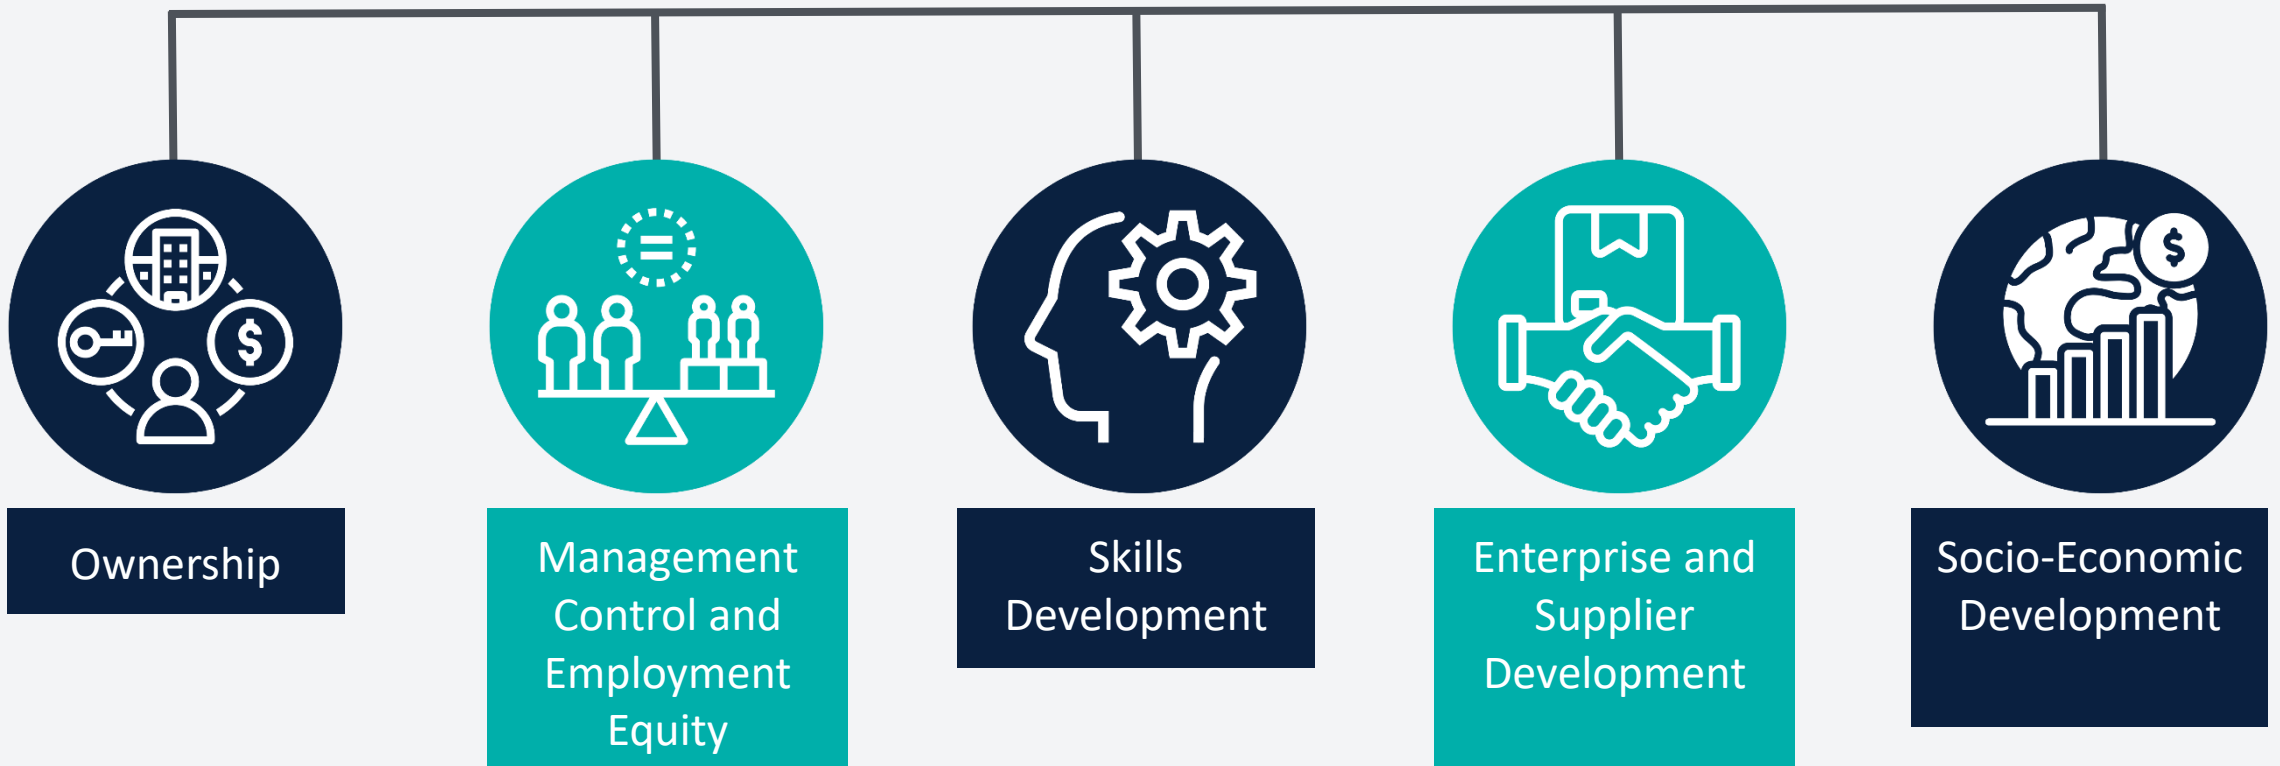 Ownership
Management
Control and
Employment
Equity
Skills
Development
Enterprise and
Supplier
Development
Socio-Economic
Development
$
$
=